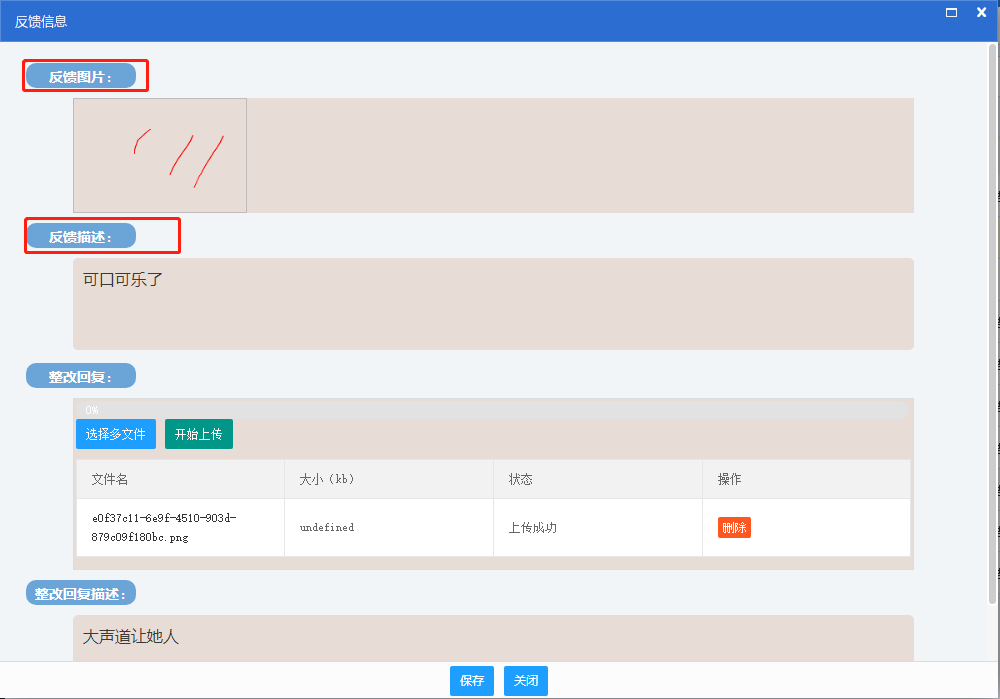 反馈信息
反馈图片：
反馈描述：
可口可乐了
整改回复：
0%
选择多文件 开始上传
文件名 大小（kb） 状态 操作
e0f37c11-6e9f-4510-903d-
879c09f180bc.png undefined 上传成功 删除
整改回复描述：
大声道让她人
保存 关闭